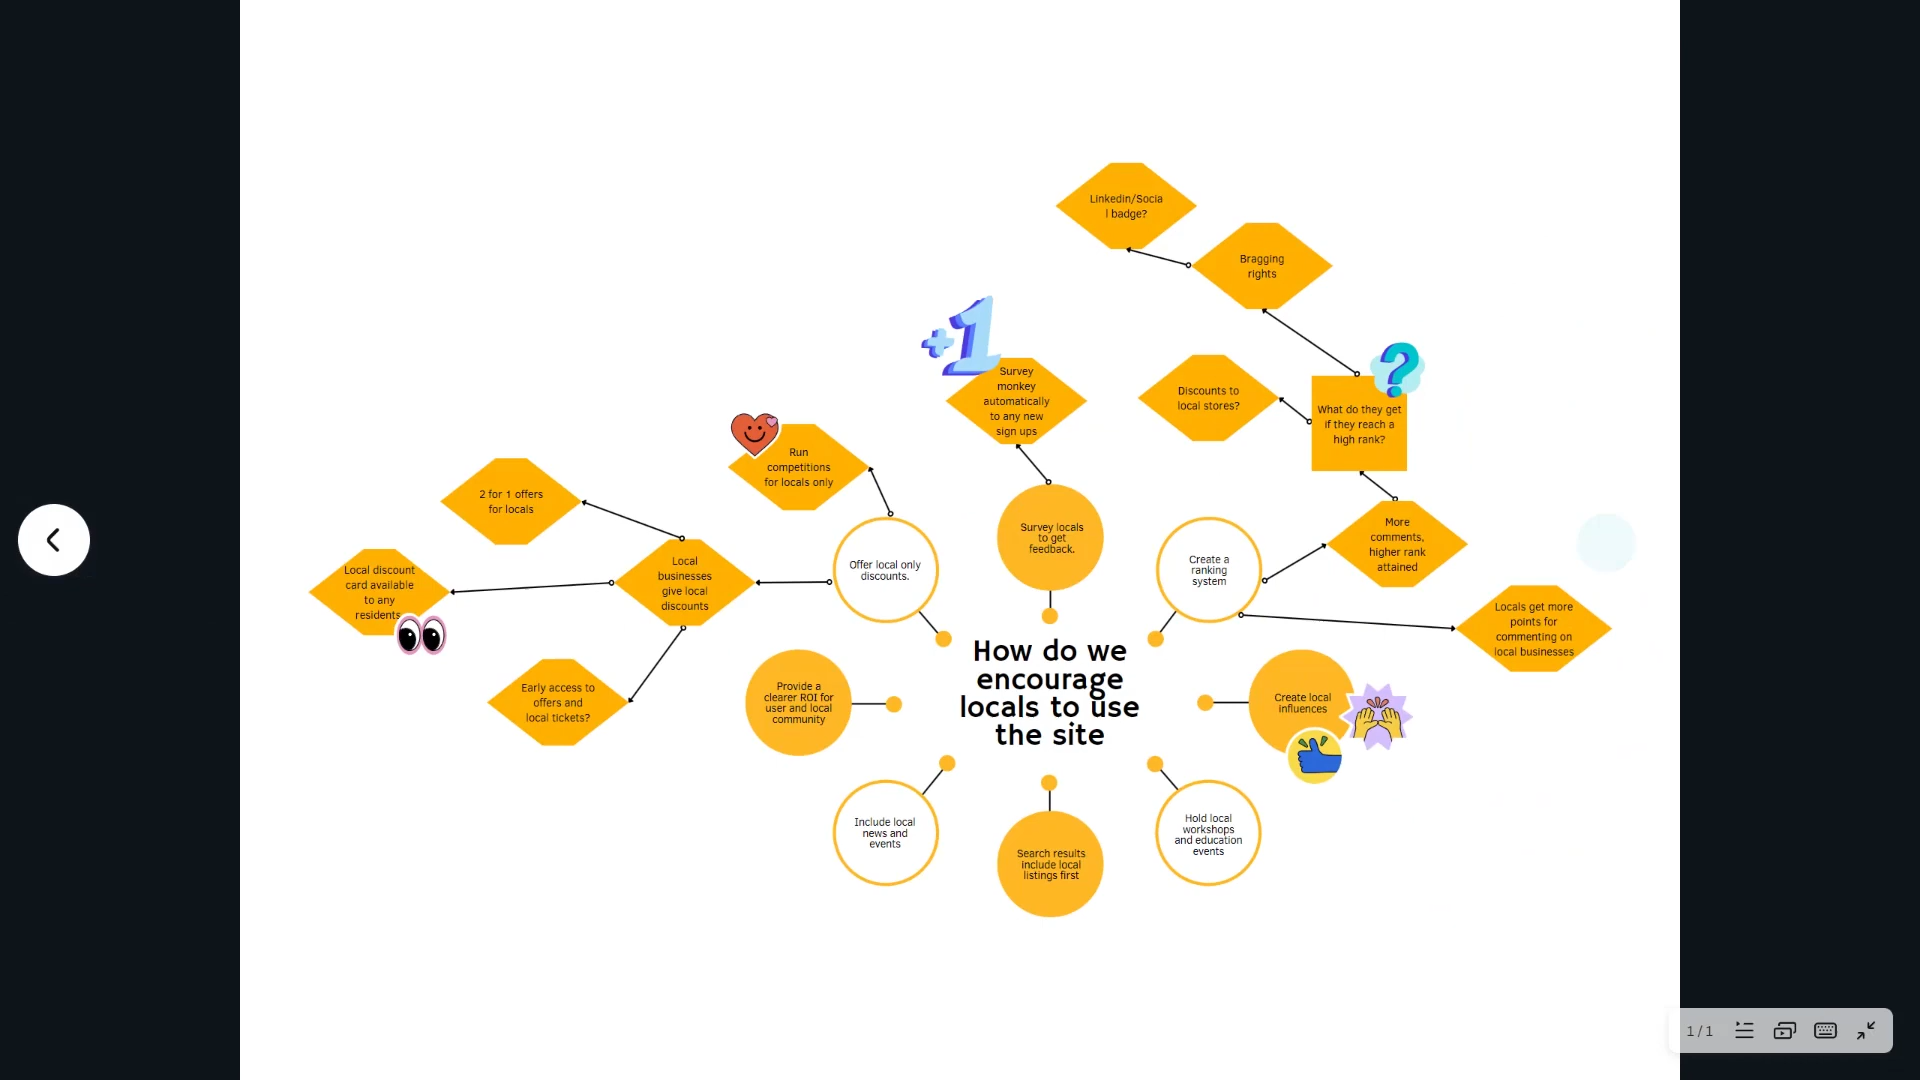 Linkedin/Socia
l badge?
Bragging
rights
+1
Survey
monkey
automatically
to any new
sign ups
Discounts to
local stores?
?
What do they get
if they reach a
high rank?
Run
competitions
for locals only
2 for 1 offers
for locals
More
comments,
higher rank
attained
Local discount
card available
to any
residents
Local
businesses
give local
discounts
Offer local only
discounts.
Survey locals
to get
feedback.
Create a
ranking
system
Locals get more
points for
commenting on
local businesses
Early access to
offers and
local tickets?
Provide a
clearer ROI for
user and local
community
How do we
encourage
locals to use
the site
Create local
influences
Include local
news and
events
Search results
include local
listings first
Hold local
workshops
and education
events
1/1